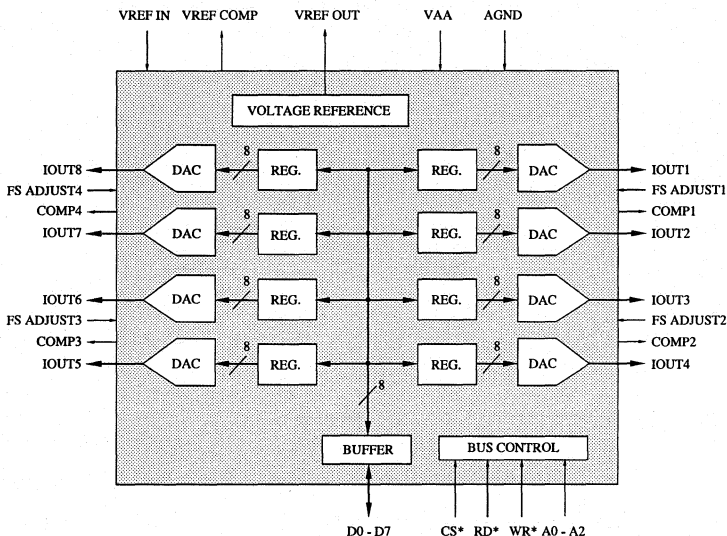 VREF IN VREF COMP VREF OUT VAA AGND
VOLTAGE REFERENCE
IOUT8 DAC 8 REG. REG. 8 DAC IOUT1
FS ADJUST4 FS ADJUST1
COMP4 COMP1
IOUT7 DAC 8 REG. REG. 8 DAC IOUT2
IOUT6 DAC 8 REG. REG. 8 DAC IOUT3
FS ADJUST3 FS ADJUST2
COMP3 COMP2
IOUT5 DAC 8 REG. REG. 8 DAC IOUT4
8
BUFFER BUS CONTROL
D0 - D7 CS* RD* WR* A0 - A2